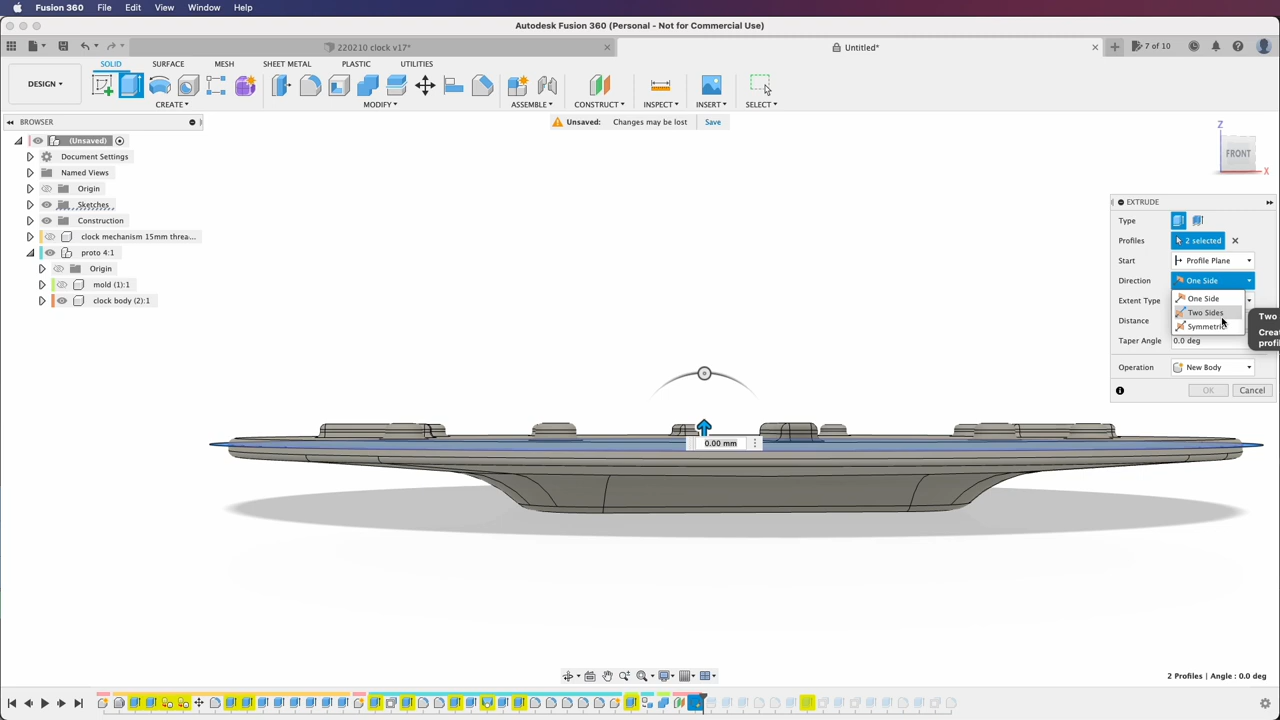 Fusion 360 File Edit View Window Help
Autodesk Fusion 360 (Personal - Not for Commercial Use)
220210 clock v17* Untitled* 7 of 10
SOLID SURFACE MESH SHEET METAL PLASTIC UTILITIES
DESIGN
CREATE MODIFY ASSEMBLE CONSTRUCT INSPECT INSERT SELECT
BROWSER
Unsaved: Changes may be lost Save
(Unsaved)
Document Settings
Named Views
Origin
Sketches
Construction
clock mechanism 15mm threa...
proto 4:1
Origin
mold (1):1
clock body (2):1
Z
FRONT
X
EXTRUDE
Type
Profiles 2 selected
Start Profile Plane
Direction One Side
One Side
Extent Type
Two Sides
Two
Distance
Symmetric
Taper Angle 0.0 deg
Operation New Body
OK Cancel
0.00 mm
2 Profiles | Angle : 0.0 deg